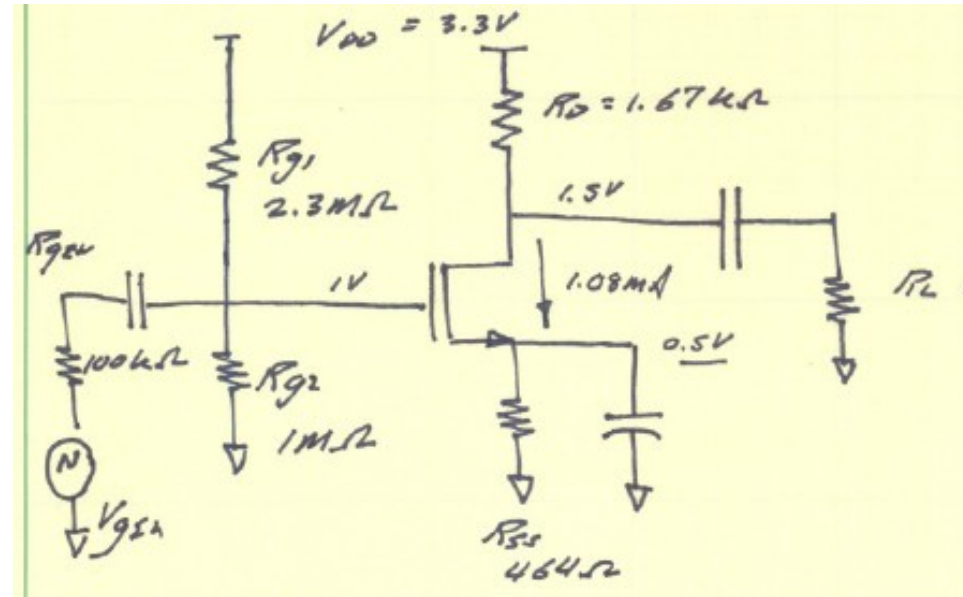 VDD = 3.3V
RD = 1.67kΩ
Rg1
2.3MΩ
1.5V
Rgen
1V
1.08mA
RL
0.5V
100kΩ
Rg2
1MΩ
N
Vgen
Rss
464Ω